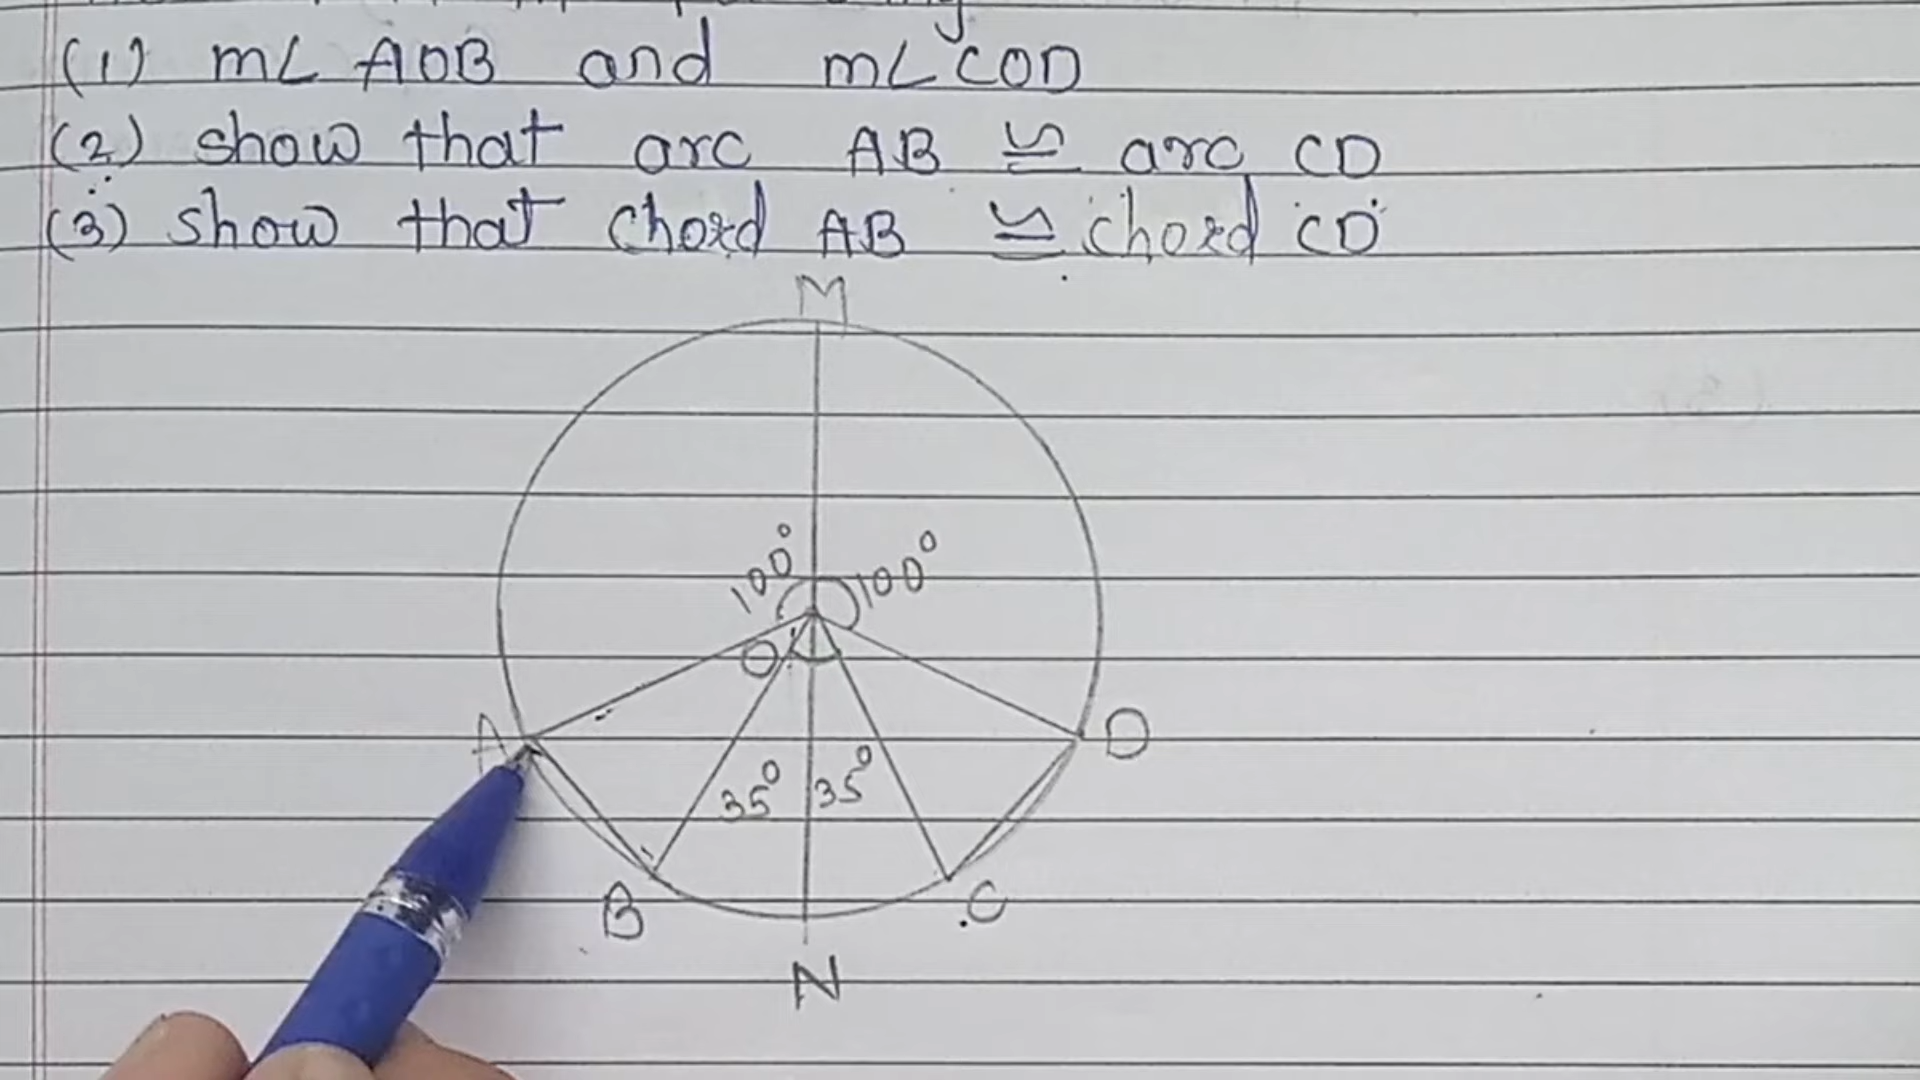 (1) m∠ AOB and m∠ COD
(2) show that arc AB ≅ arc CD
(3) show that chord AB ≅ chord CD
M
100° 100°
O
A D
35° 35°
B C
N